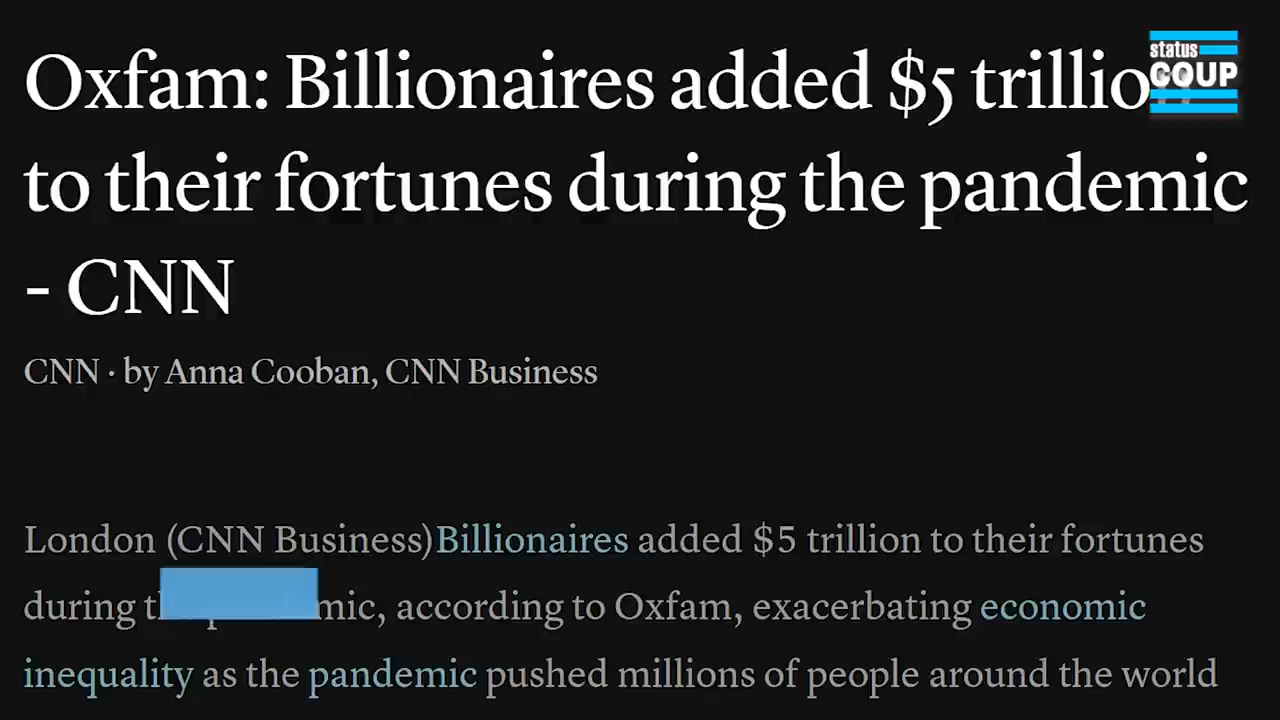 Oxfam: Billionaires added $5 trillion
to their fortunes during the pandemic
- CNN
status
COUP
CNN · by Anna Cooban, CNN Business
London (CNN Business)Billionaires added $5 trillion to their fortunes
during according to Oxfam, exacerbating economic
inequality as the pandemic pushed millions of people around the world